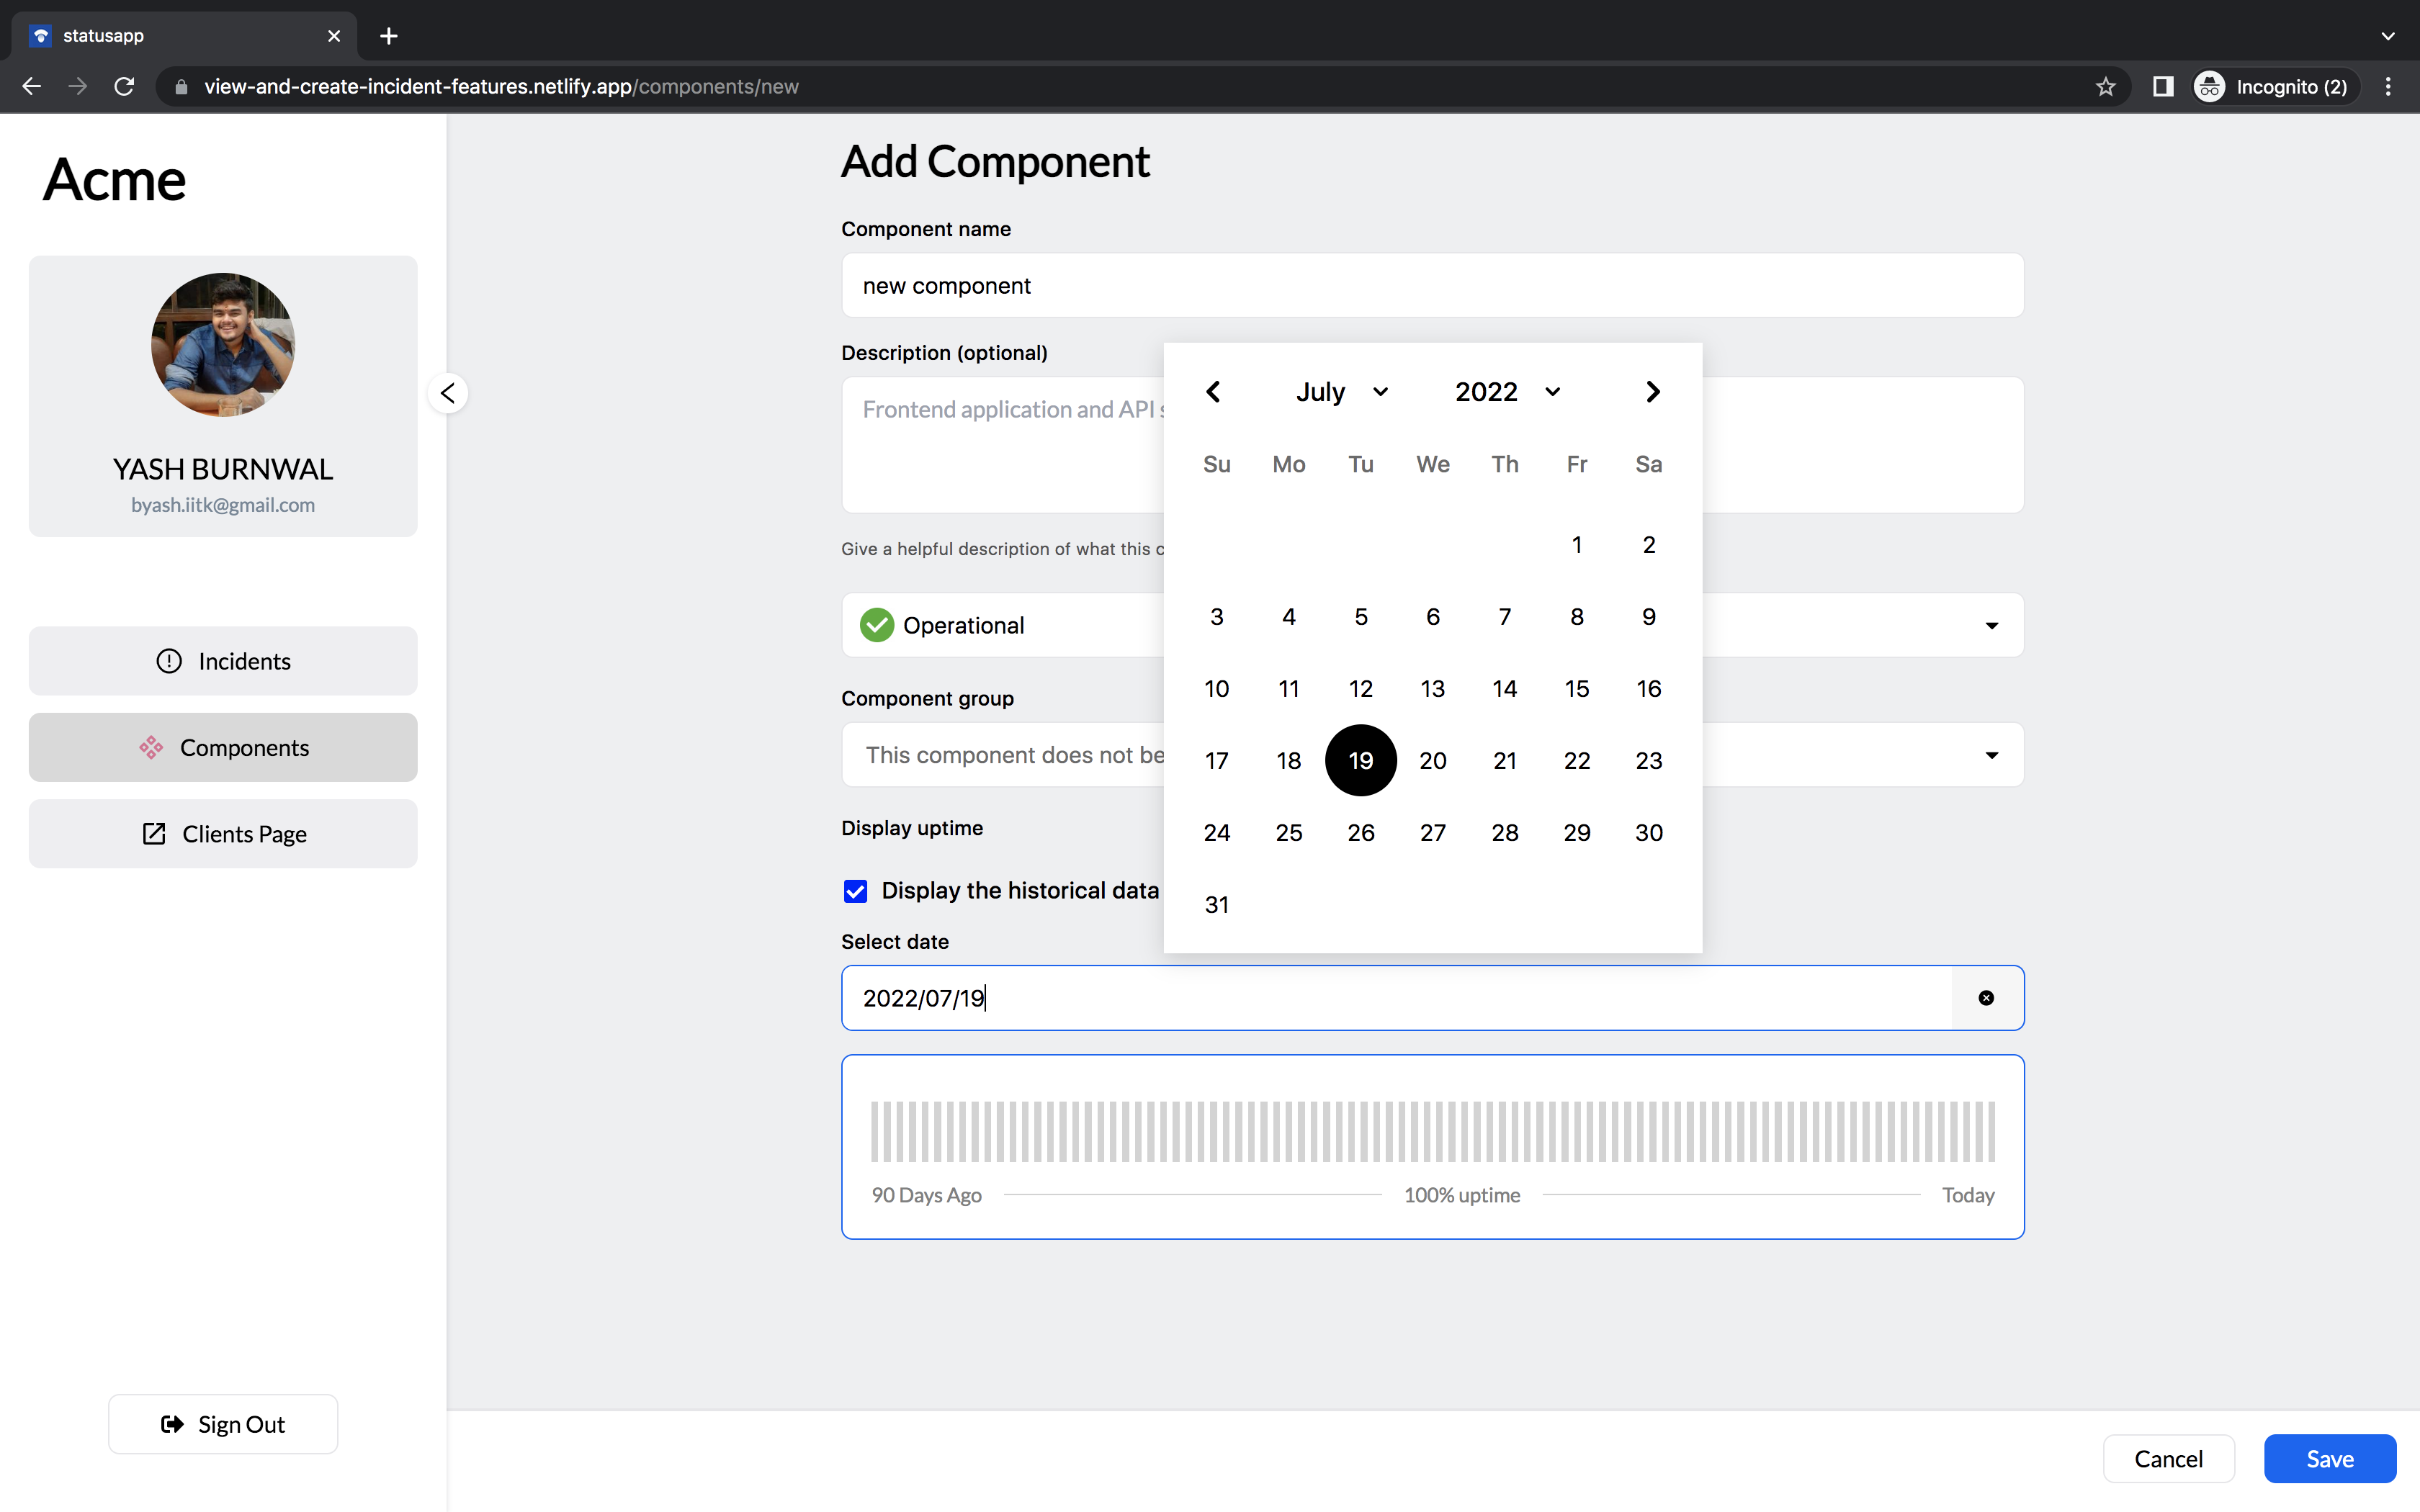 statusapp
view-and-create-incident-features.netlify.app/components/new
Incognito (2)
Acme
YASH BURNWAL
byash.iitk@gmail.com
Incidents
Components
Clients Page
Sign Out
Add Component
Component name
new component
Description (optional)
Frontend application and API
Give a helpful description of what this
Operational
Component group
This component does not be
Display uptime
Display the historical data
Select date
2022/07/19
July 2022
Su Mo Tu We Th Fr Sa
1 2
3 4 5 6 7 8 9
10 11 12 13 14 15 16
17 18 19 20 21 22 23
24 25 26 27 28 29 30
31
90 Days Ago 100% uptime Today
Cancel Save